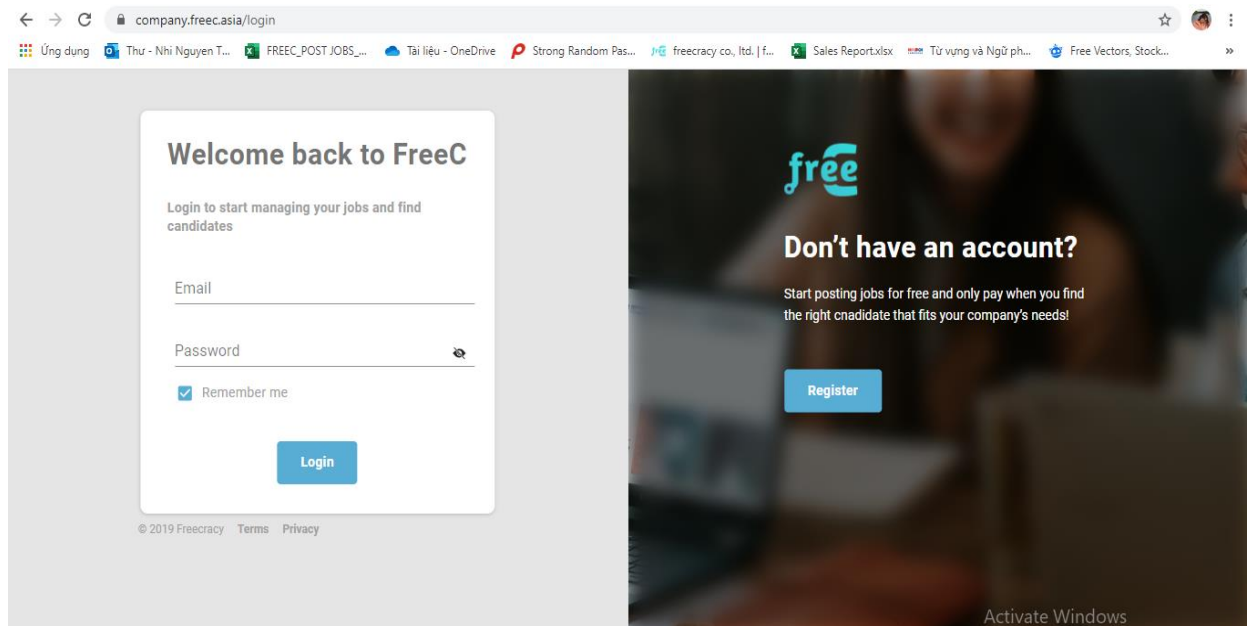 company.freec.asia/login
Ứng dụng Thư - Nhi Nguyen T... FREEC_POST JOBS_... Tài liệu - OneDrive Strong Random Pas... freecracy co., ltd. | f... Sales Report.xlsx Từ vựng và Ngữ ph... Free Vectors, Stock... »
Welcome back to FreeC
Login to start managing your jobs and find
candidates
Email
Password
Remember me
Login
© 2019 Freecracy Terms Privacy
free
Don't have an account?
Start posting jobs for free and only pay when you find
the right cnadidate that fits your company's needs!
Register
Activate Windows